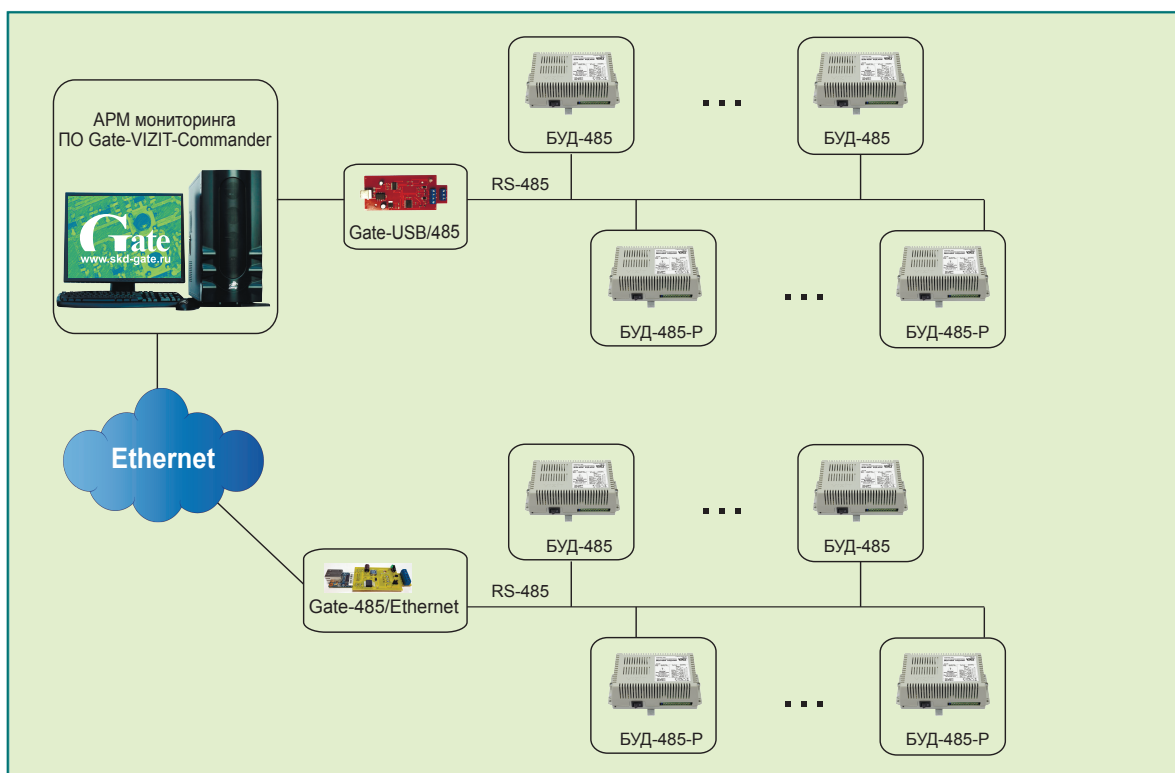 АРМ мониторинга
ПО Gate-VIZIT-Commander
Gate
www.skd-gate.ru
Gate-USB/485
RS-485
БУД-485
БУД-485
БУД-485-Р
БУД-485-Р
Ethernet
Gate-485/Ethernet
RS-485
БУД-485
БУД-485
БУД-485-Р
БУД-485-Р